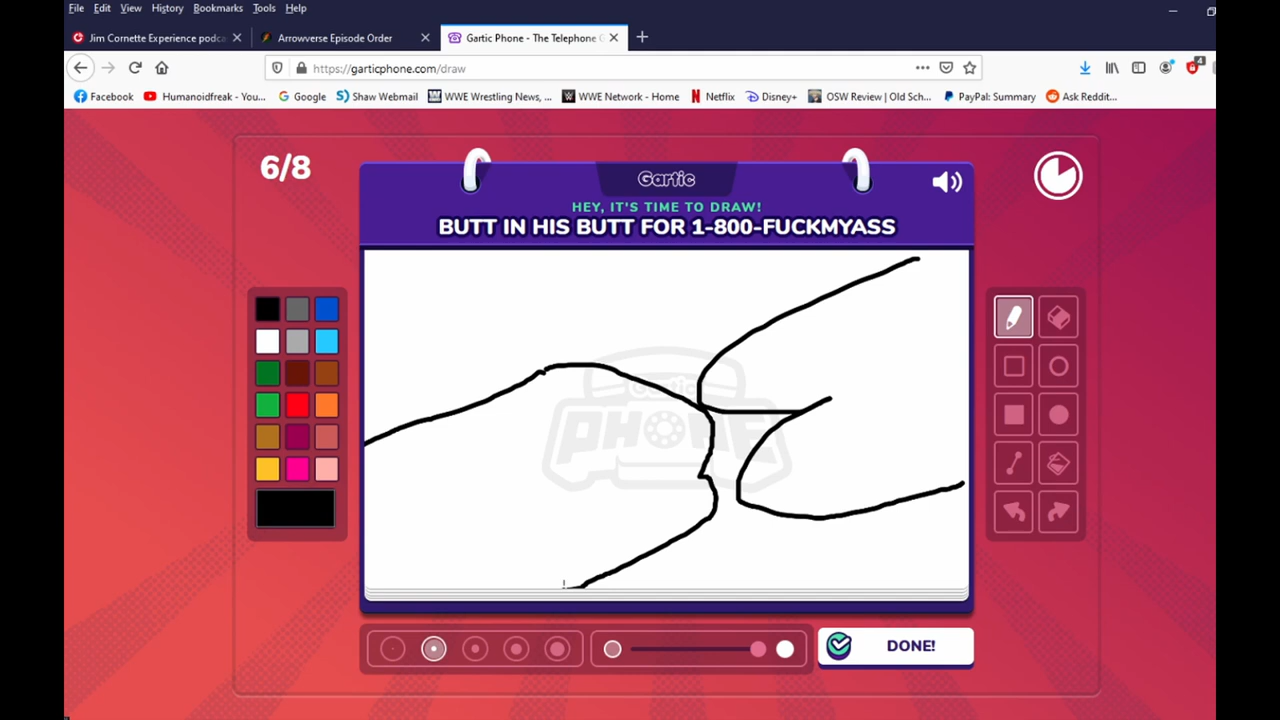 File Edit View History Bookmarks Tools Help
Jim Cornette Experience podca
Arrowverse Episode Order
Gartic Phone - The Telephone G
https://garticphone.com/draw
4
Facebook
Humanoidfreak - You...
Google
Shaw Webmail
WWE Wrestling News, ...
WWE Network - Home
Netflix
Disney+
OSW Review | Old Sch...
PayPal: Summary
Ask Reddit...
6/8
Gartic
HEY, IT'S TIME TO DRAW!
BUTT IN HIS BUTT FOR 1-800-FUCKMYASS
Gartic
PHONE
DONE!